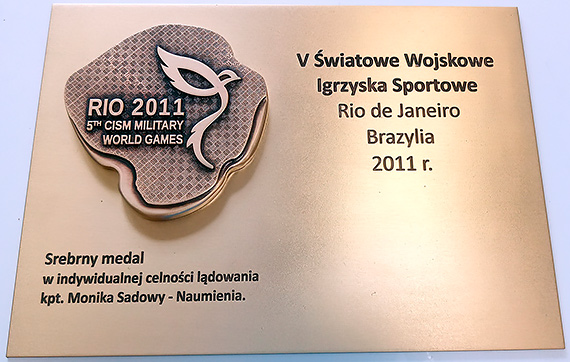 RIO 2011
5TH CISM MILITARY
WORLD GAMES
V Światowe Wojskowe
Igrzyska Sportowe
Rio de Janeiro
Brazylia
2011 r.
Srebrny medal
w indywidualnej celności lądowania
kpt. Monika Sadowy - Naumienia.